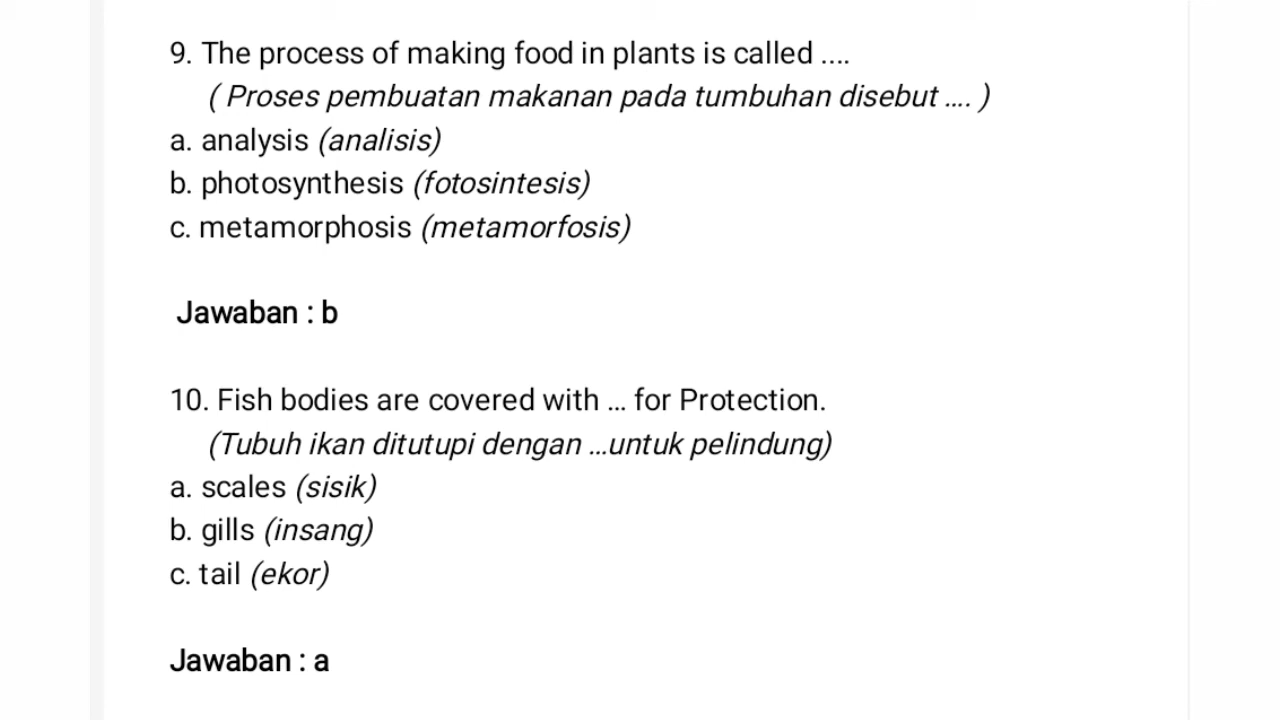 9. The process of making food in plants is called ....
( Proses pembuatan makanan pada tumbuhan disebut .... )
a. analysis (analisis)
b. photosynthesis (fotosintesis)
c. metamorphosis (metamorfosis)
Jawaban : b
10. Fish bodies are covered with ... for Protection.
(Tubuh ikan ditutupi dengan ...untuk pelindung)
a. scales (sisik)
b. gills (insang)
c. tail (ekor)
Jawaban : a